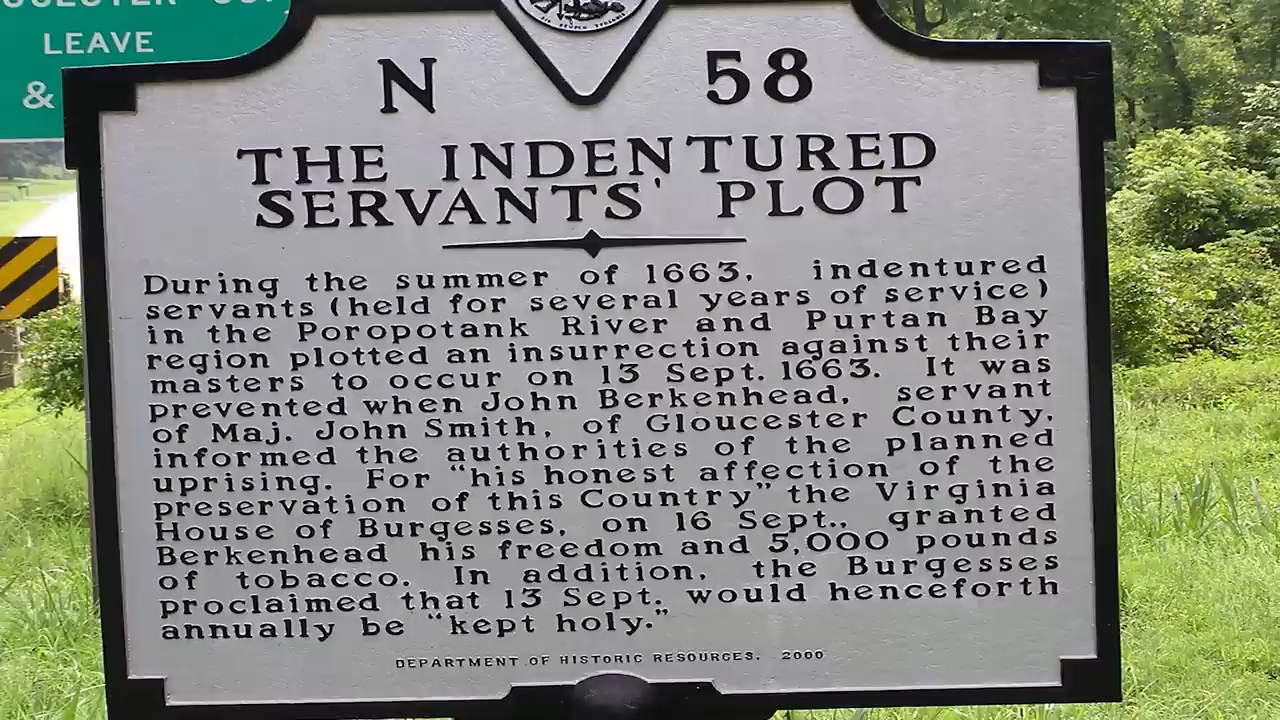 LEAVE
&
N 58
THE INDENTURED
SERVANTS' PLOT
During the summer of 1663, indentured
servants (held for several years of service)
in the Poropotank River and Purtan Bay
region plotted an insurrection against their
masters to occur on 13 Sept. 1663. It was
prevented when John Berkenhead, servant
of Maj. John Smith, of Gloucester County,
informed the authorities of the planned
uprising. For "his honest affection of the
preservation of this Country" the Virginia
House of Burgesses, on 16 Sept., granted
Berkenhead his freedom and 5,000 pounds
of tobacco. In addition, the Burgesses
proclaimed that 13 Sept. would henceforth
annually be "kept holy."
DEPARTMENT OF HISTORIC RESOURCES, 2000